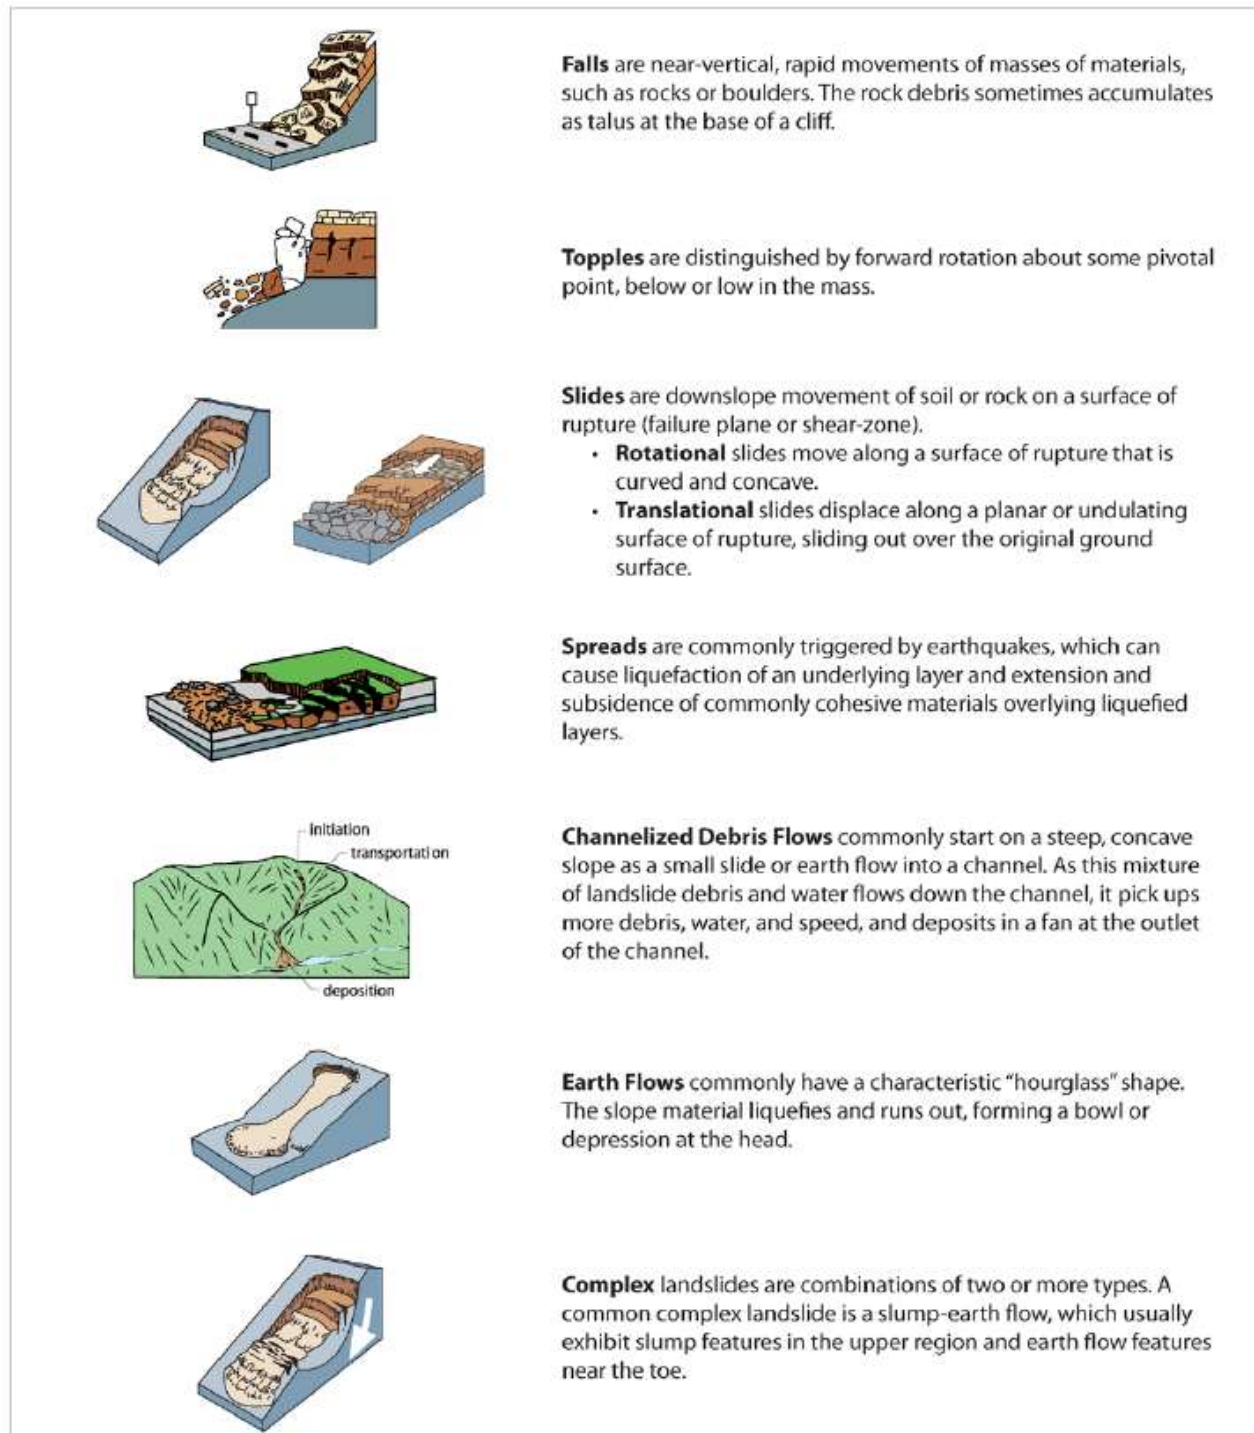 Falls are near-vertical, rapid movements of masses of materials,
such as rocks or boulders. The rock debris sometimes accumulates
as talus at the base of a cliff.
Topples are distinguished by forward rotation about some pivotal
point, below or low in the mass.
Slides are downslope movement of soil or rock on a surface of
rupture (failure plane or shear-zone).
• Rotational slides move along a surface of rupture that is
curved and concave.
• Translational slides displace along a planar or undulating
surface of rupture, sliding out over the original ground
surface.
Spreads are commonly triggered by earthquakes, which can
cause liquefaction of an underlying layer and extension and
subsidence of commonly cohesive materials overlying liquefied
layers.
initiation
transportation
deposition
Channelized Debris Flows commonly start on a steep, concave
slope as a small slide or earth flow into a channel. As this mixture
of landslide debris and water flows down the channel, it pick ups
more debris, water, and speed, and deposits in a fan at the outlet
of the channel.
Earth Flows commonly have a characteristic “hourglass” shape.
The slope material liquefies and runs out, forming a bowl or
depression at the head.
Complex landslides are combinations of two or more types. A
common complex landslide is a slump-earth flow, which usually
exhibit slump features in the upper region and earth flow features
near the toe.